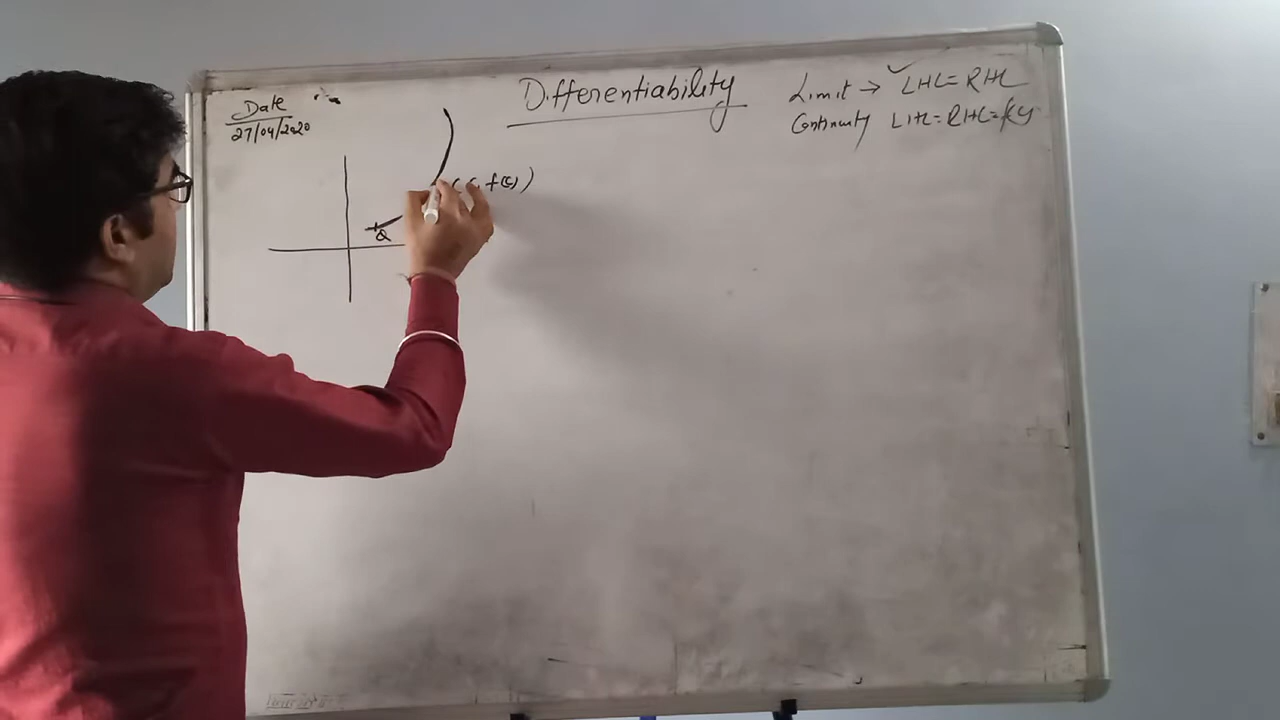 Differentiability
Date
27/04/2020
Limit → LHL = RHL
Continuity LHL = RHL =
f(c))
a